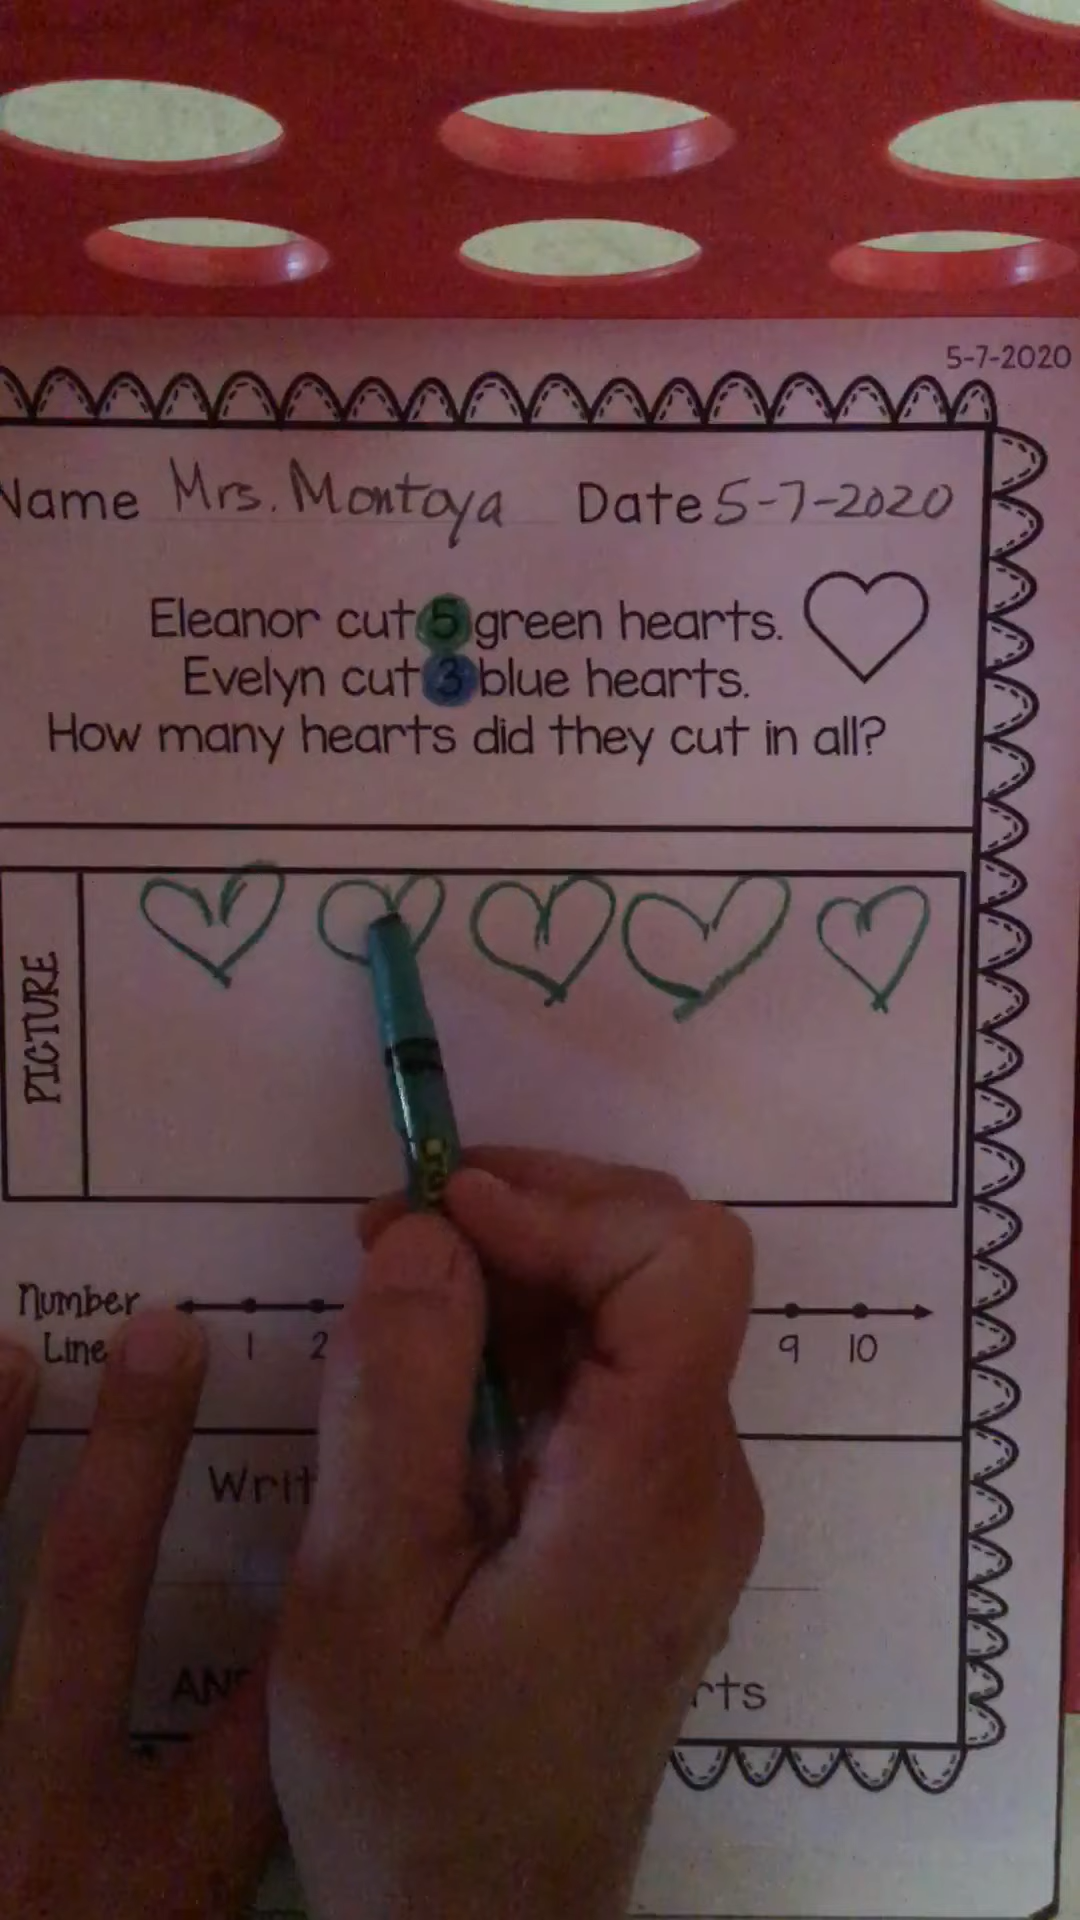 5-7-2020
Name Mrs. Montoya Date 5-7-2020
Eleanor cut 5 green hearts.
Evelyn cut 3 blue hearts.
How many hearts did they cut in all?
PICTURE
Number
Line
1 2 9 10